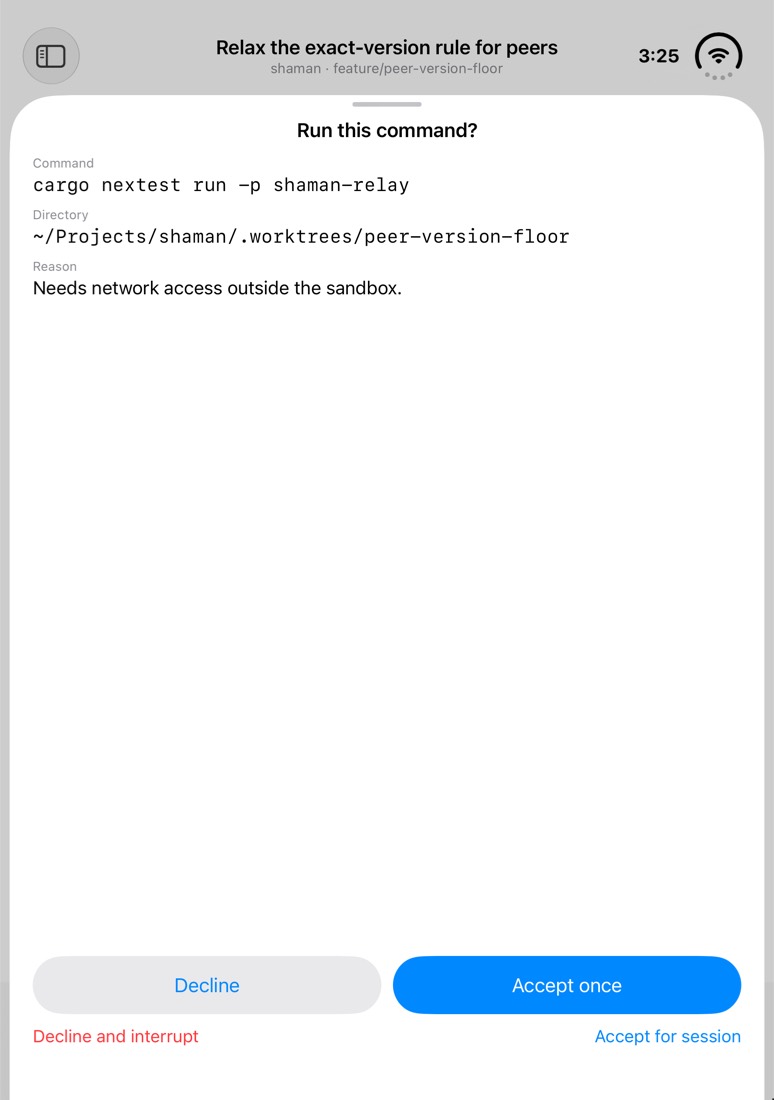 Relax the exact-version rule for peers
shaman · feature/peer-version-floor
3:25
Run this command?
Command
cargo nextest run -p shaman-relay
Directory
~/Projects/shaman/.worktrees/peer-version-floor
Reason
Needs network access outside the sandbox.
Decline
Accept once
Decline and interrupt
Accept for session